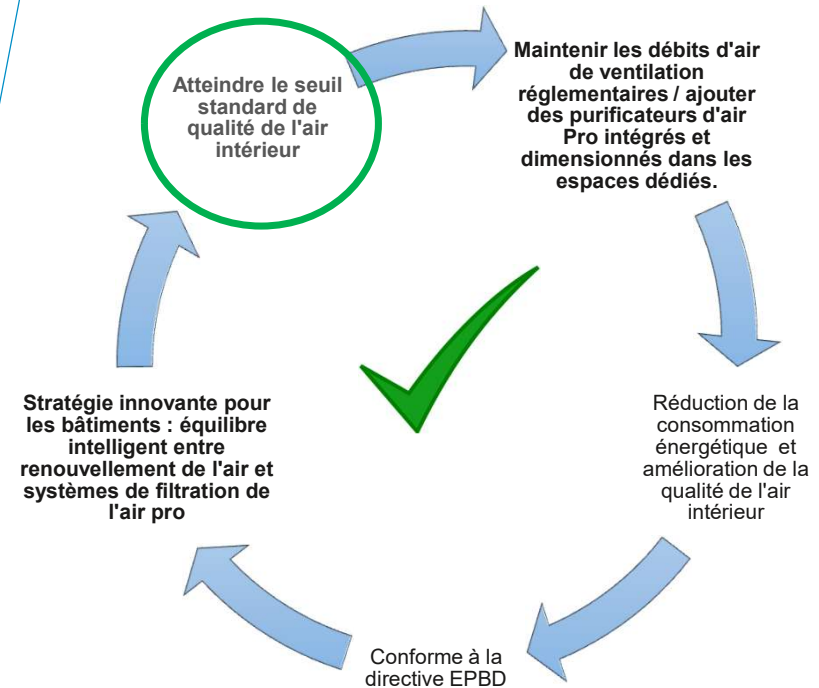 Atteindre le seuil
standard de
qualité de l'air
intérieur
Maintenir les débits d'air
de ventilation
réglementaires / ajouter
des purificateurs d'air
Pro intégrés et
dimensionnés dans les
espaces dédiés.
Réduction de la
consommation
énergétique et
amélioration de la
qualité de l'air
intérieur
Conforme à la
directive EPBD
Stratégie innovante pour
les bâtiments : équilibre
intelligent entre
renouvellement de l'air et
systèmes de filtration de
l'air pro